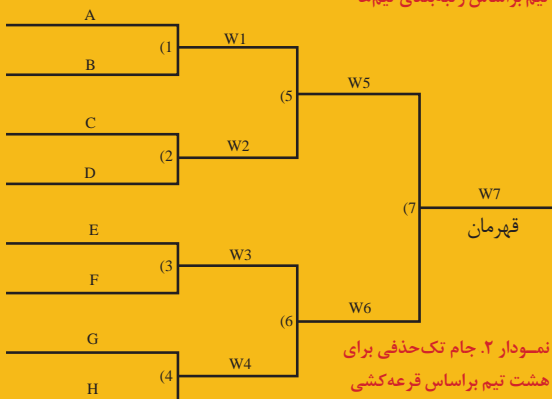 تیم براساس رتبه‌بندی تیم‌ها
A
(1
W1
B
(5
W5
C
(2
W2
D
(7
W7
قهرمان
E
(3
W3
F
(6
W6
G
(4
W4
H
نمـودار ۲. جام تک‌حذفی برای
هشت تیم براساس قرعه‌کشی